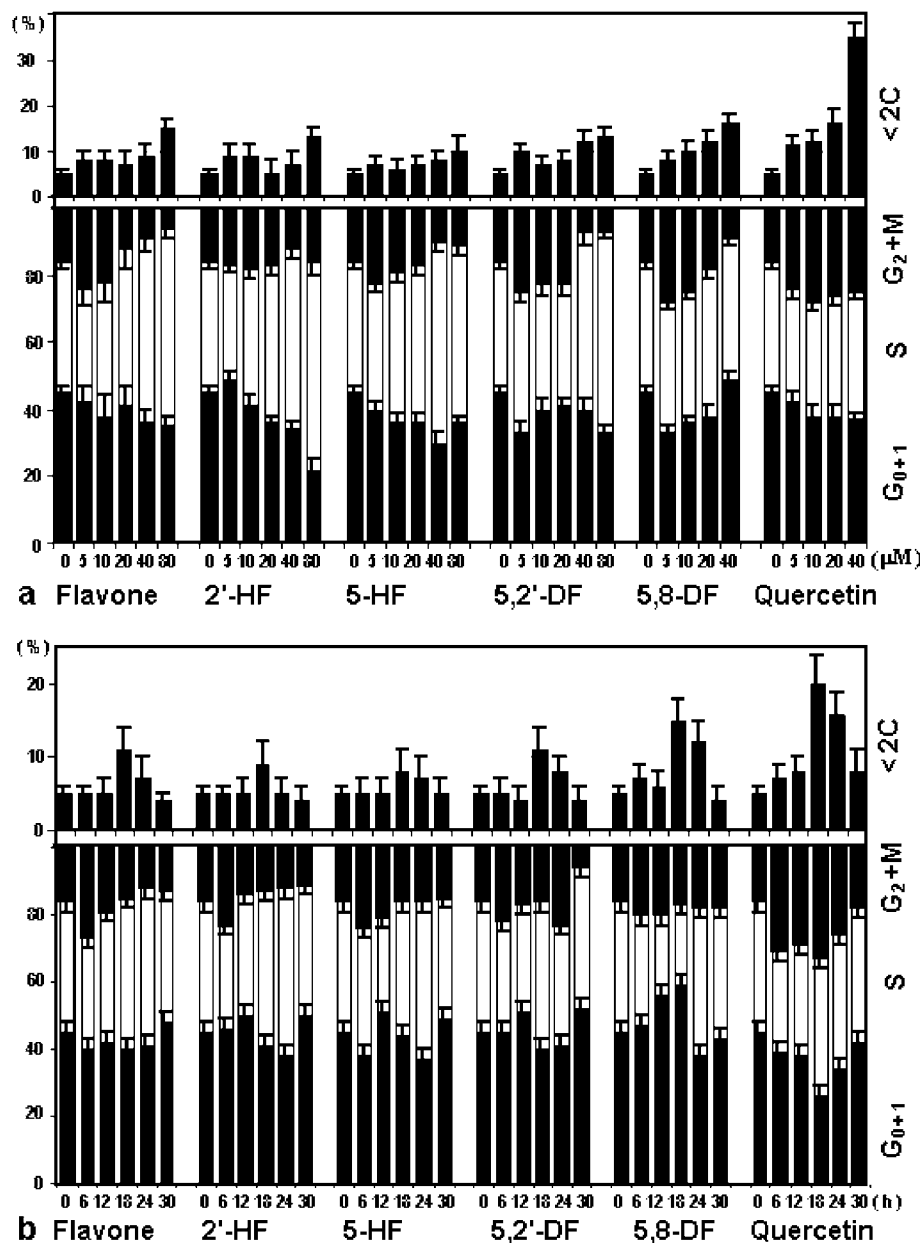 (%)
30
20
10
0
<2C
80
60
40
20
0
G2+M
S
G0+1
0 5 10 20 40 80 0 5 10 20 40 80 0 5 10 20 40 80 0 5 10 20 40 80 0 5 10 20 40 0 5 10 20 40 (µM)
a Flavone 2'-HF 5-HF 5,2'-DF 5,8-DF Quercetin
(%)
20
10
0
<2C
80
60
40
20
0
G2+M
S
G0+1
0 6 12 18 24 30 0 6 12 18 24 30 0 6 12 18 24 30 0 6 12 18 24 30 0 6 12 18 24 30 0 6 12 18 24 30 (h)
b Flavone 2'-HF 5-HF 5,2'-DF 5,8-DF Quercetin